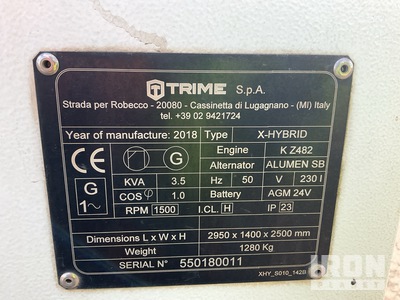 TRIME S.p.A.
Strada per Robecco - 20080 - Cassinetta di Lugagnano - (MI) Italy
tel. +39 02 9421724
Year of manufacture: 2018 Type X-HYBRID
CE G Engine K Z482
Alternator ALUMEN SB
G 1~ KVA 3.5 Hz 50 V 230 I
COS φ 1.0 Battery AGM 24V
RPM 1500 I.CL. H IP 23
Dimensions L x W x H 2950 x 1400 x 2500 mm
Weight 1280 Kg
SERIAL N° 550180011
XHY_S010_142B
IRON
PLANET